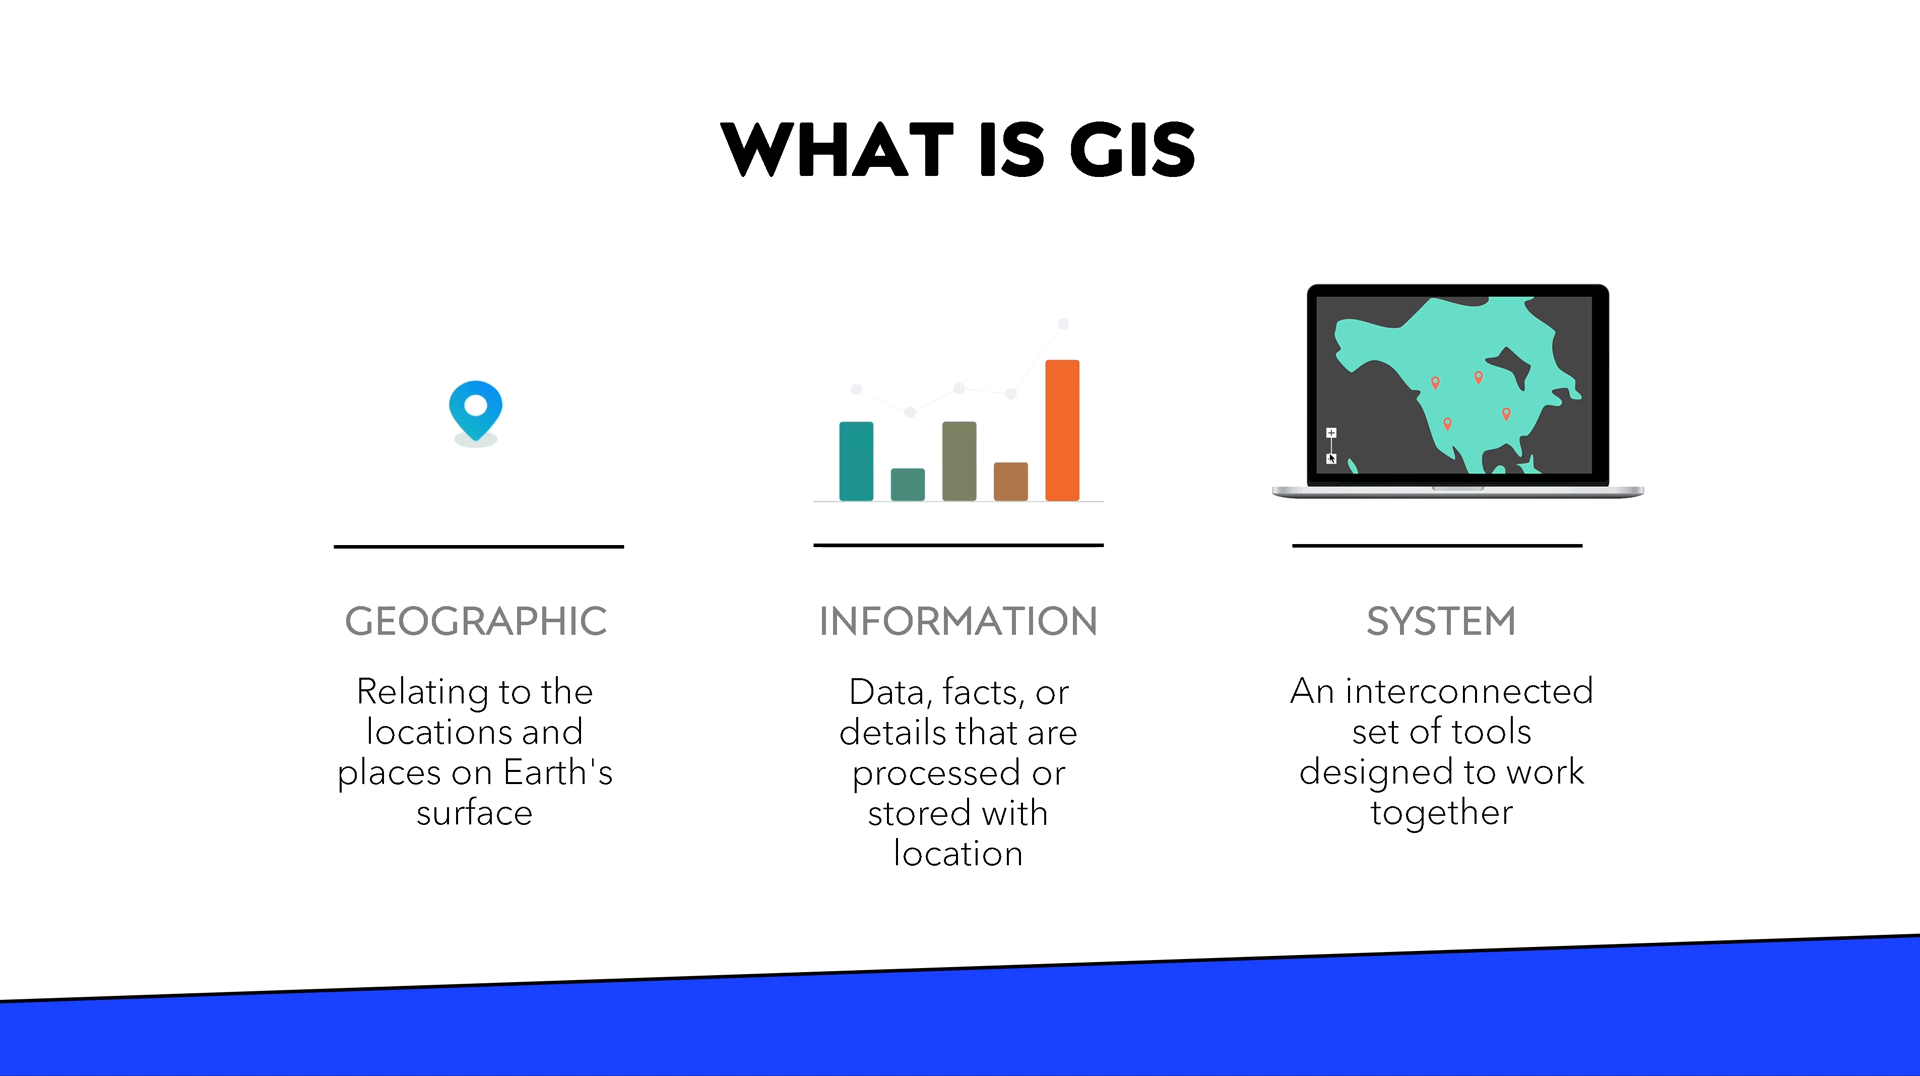 WHAT IS GIS
GEOGRAPHIC
Relating to the
locations and
places on Earth's
surface
INFORMATION
Data, facts, or
details that are
processed or
stored with
location
SYSTEM
An interconnected
set of tools
designed to work
together